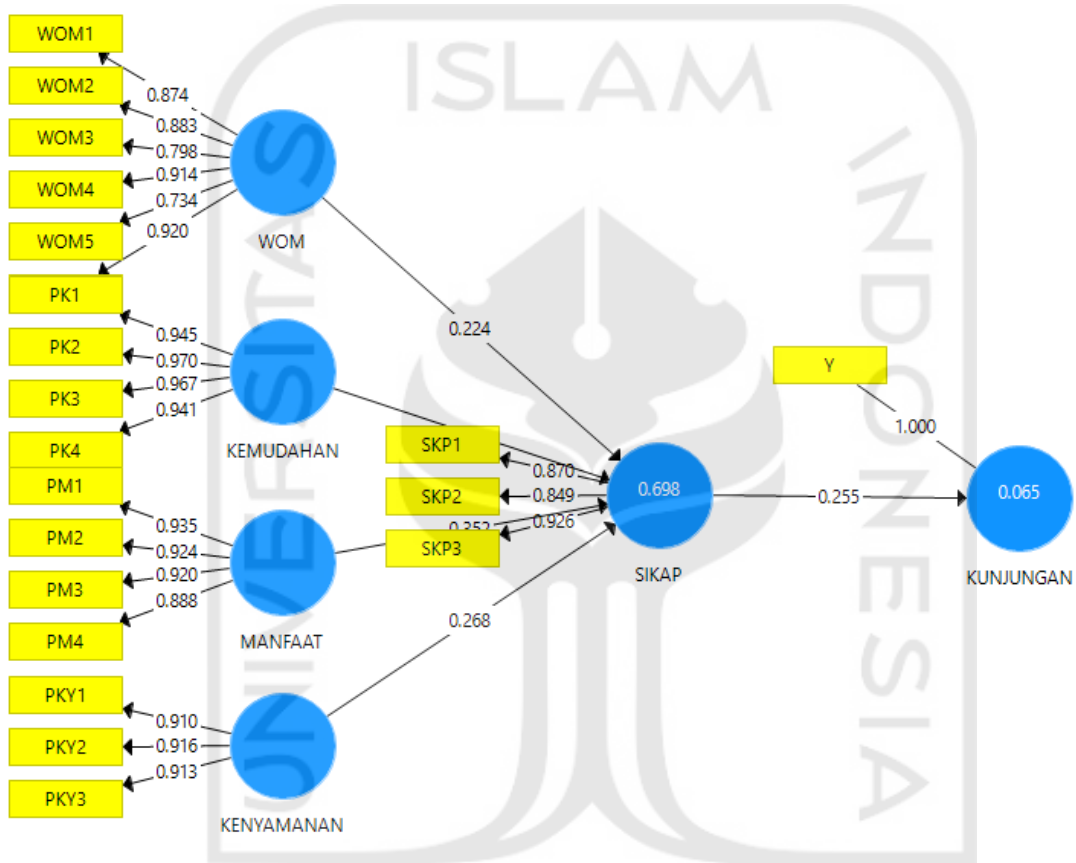 WOM1
WOM2
WOM3
WOM4
WOM5
0.874
0.883
0.798
0.914
0.734
0.920
WOM
PK1
PK2
PK3
PK4
0.945
0.970
0.967
0.941
KEMUDAHAN
PM1
PM2
PM3
PM4
0.935
0.924
0.920
0.888
MANFAAT
PKY1
PKY2
PKY3
0.910
0.916
0.913
KENYAMANAN
0.224
0.352
0.268
SKP1
SKP2
SKP3
0.870
0.849
0.926
0.698
SIKAP
0.255
Y
1.000
0.065
KUNJUNGAN
UNIVERSITAS
ISLAM
INDONESIA